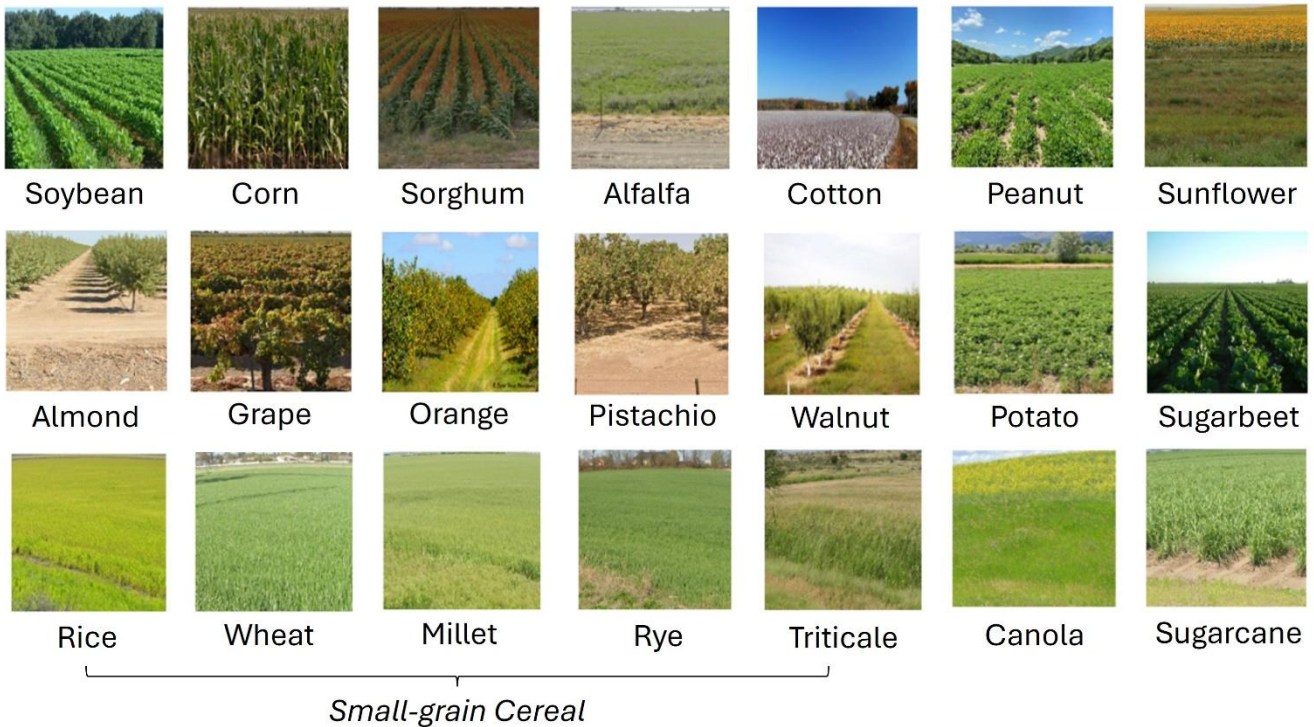 Soybean Corn Sorghum Alfalfa Cotton Peanut Sunflower
Almond Grape Orange Pistachio Walnut Potato Sugarbeet
Rice Wheat Millet Rye Triticale Canola Sugarcane
Small-grain Cereal